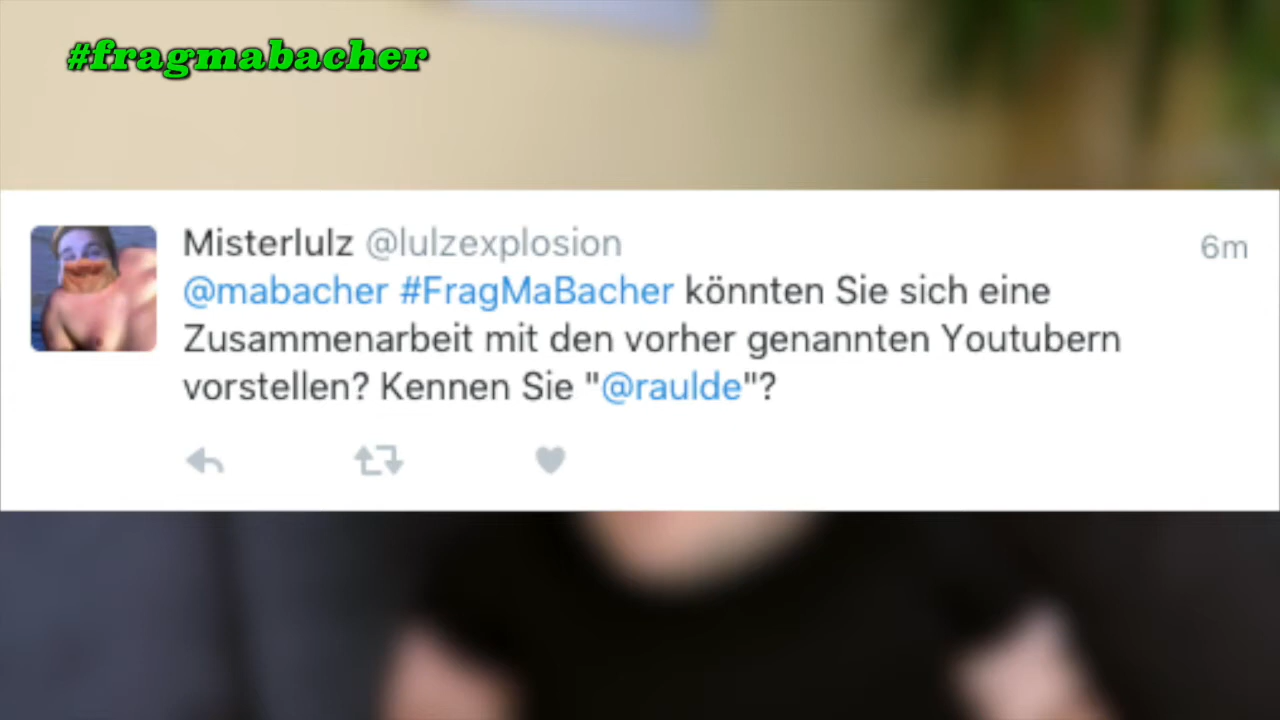 #fragmabacher
Misterlulz @lulzexplosion 6m
@mabacher #FragMaBacher könnten Sie sich eine
Zusammenarbeit mit den vorher genannten Youtubern
vorstellen? Kennen Sie "@raulde"?